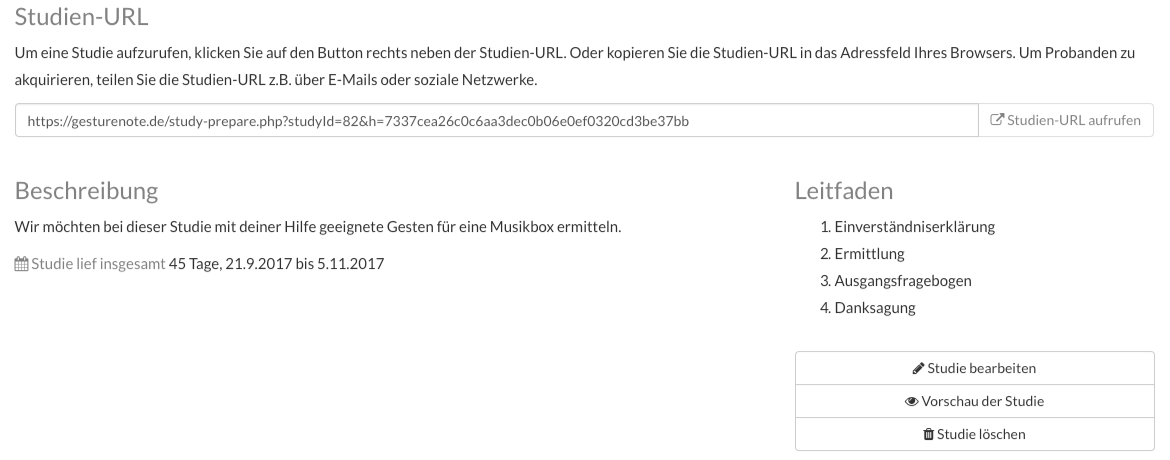 Studien-URL
Um eine Studie aufzurufen, klicken Sie auf den Button rechts neben der Studien-URL. Oder kopieren Sie die Studien-URL in das Adressfeld Ihres Browsers. Um Probanden zu
akquirieren, teilen Sie die Studien-URL z.B. über E-Mails oder soziale Netzwerke.
https://gesturenote.de/study-prepare.php?studyId=82&h=7337cea26c0c6aa3dec0b06e0ef0320cd3be37bb
Studien-URL aufrufen
Beschreibung
Wir möchten bei dieser Studie mit deiner Hilfe geeignete Gesten für eine Musikbox ermitteln.
Studie lief insgesamt 45 Tage, 21.9.2017 bis 5.11.2017
Leitfaden
1. Einverständniserklärung
2. Ermittlung
3. Ausgangsfragebogen
4. Danksagung
Studie bearbeiten
Vorschau der Studie
Studie löschen